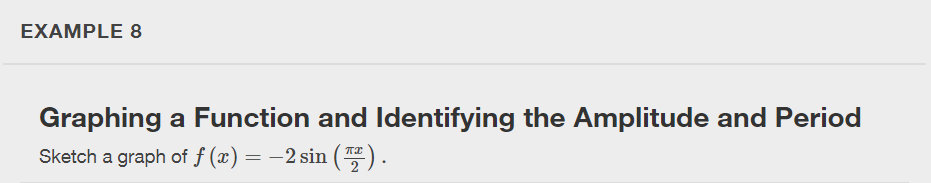 EXAMPLE 8
Graphing a Function and Identifying the Amplitude and Period
Sketch a graph of f (x) = −2 sin (πx/2) .